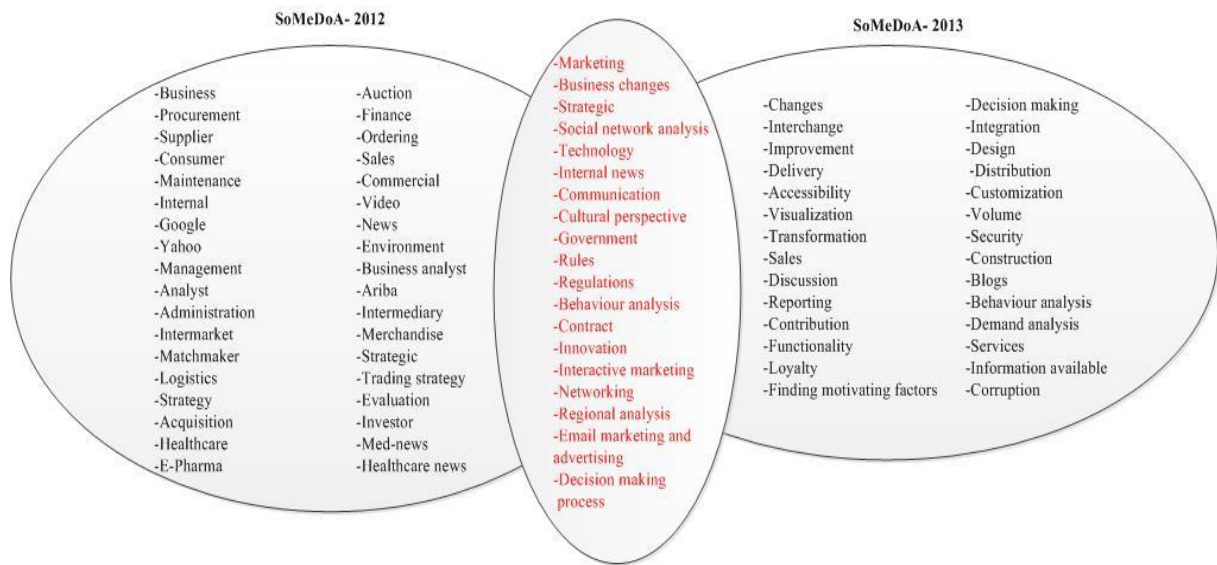 SoMeDoA- 2012
-Business
-Procurement
-Supplier
-Consumer
-Maintenance
-Internal
-Google
-Yahoo
-Management
-Analyst
-Administration
-Intermarket
-Matchmaker
-Logistics
-Strategy
-Acquisition
-Healthcare
-E-Pharma
-Auction
-Finance
-Ordering
-Sales
-Commercial
-Video
-News
-Environment
-Business analyst
-Ariba
-Intermediary
-Merchandise
-Strategic
-Trading strategy
-Evaluation
-Investor
-Med-news
-Healthcare news
-Marketing
-Business changes
-Strategic
-Social network analysis
-Technology
-Internal news
-Communication
-Cultural perspective
-Government
-Rules
-Regulations
-Behaviour analysis
-Contract
-Innovation
-Interactive marketing
-Networking
-Regional analysis
-Email marketing and
advertising
-Decision making
process
SoMeDoA- 2013
-Changes
-Interchange
-Improvement
-Delivery
-Accessibility
-Visualization
-Transformation
-Sales
-Discussion
-Reporting
-Contribution
-Functionality
-Loyalty
-Finding motivating factors
-Decision making
-Integration
-Design
-Distribution
-Customization
-Volume
-Security
-Construction
-Blogs
-Behaviour analysis
-Demand analysis
-Services
-Information available
-Corruption